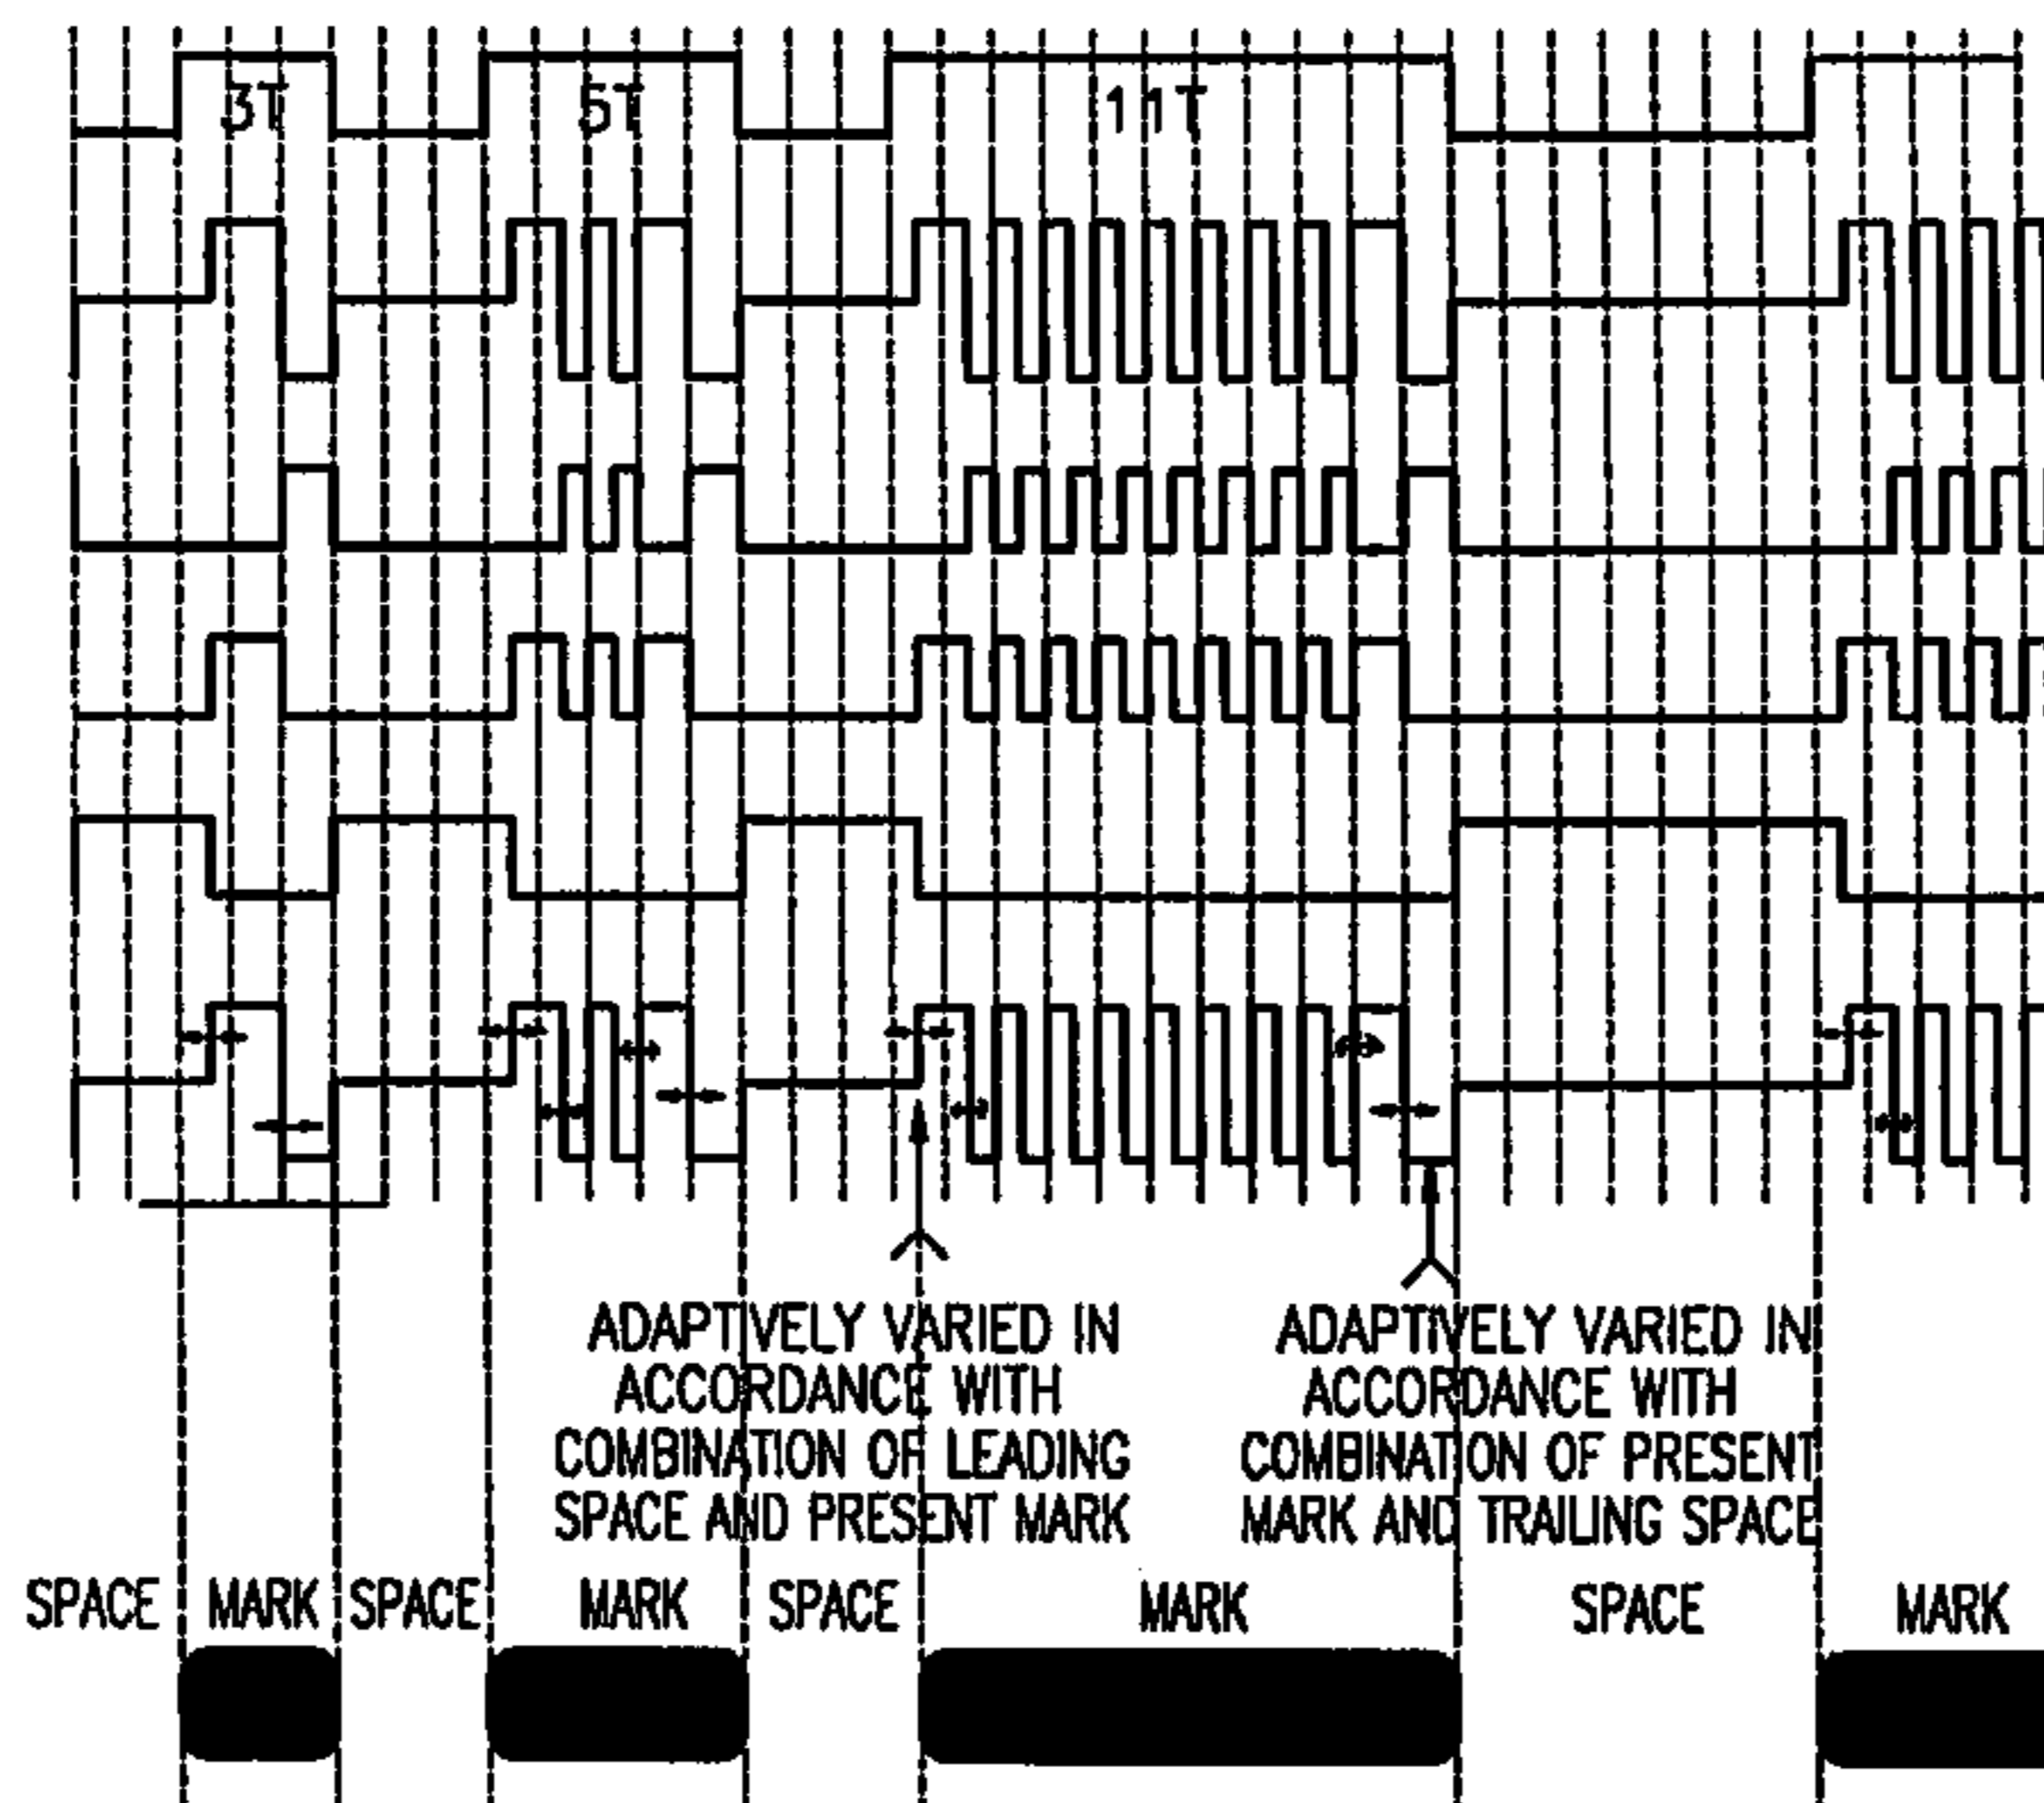 3T 5T 11T
ADAPTIVELY VARIED IN
ACCORDANCE WITH
COMBINATION OF LEADING
SPACE AND PRESENT MARK
ADAPTIVELY VARIED IN
ACCORDANCE WITH
COMBINATION OF PRESENT
MARK AND TRAILING SPACE
SPACE MARK SPACE MARK SPACE MARK SPACE MARK